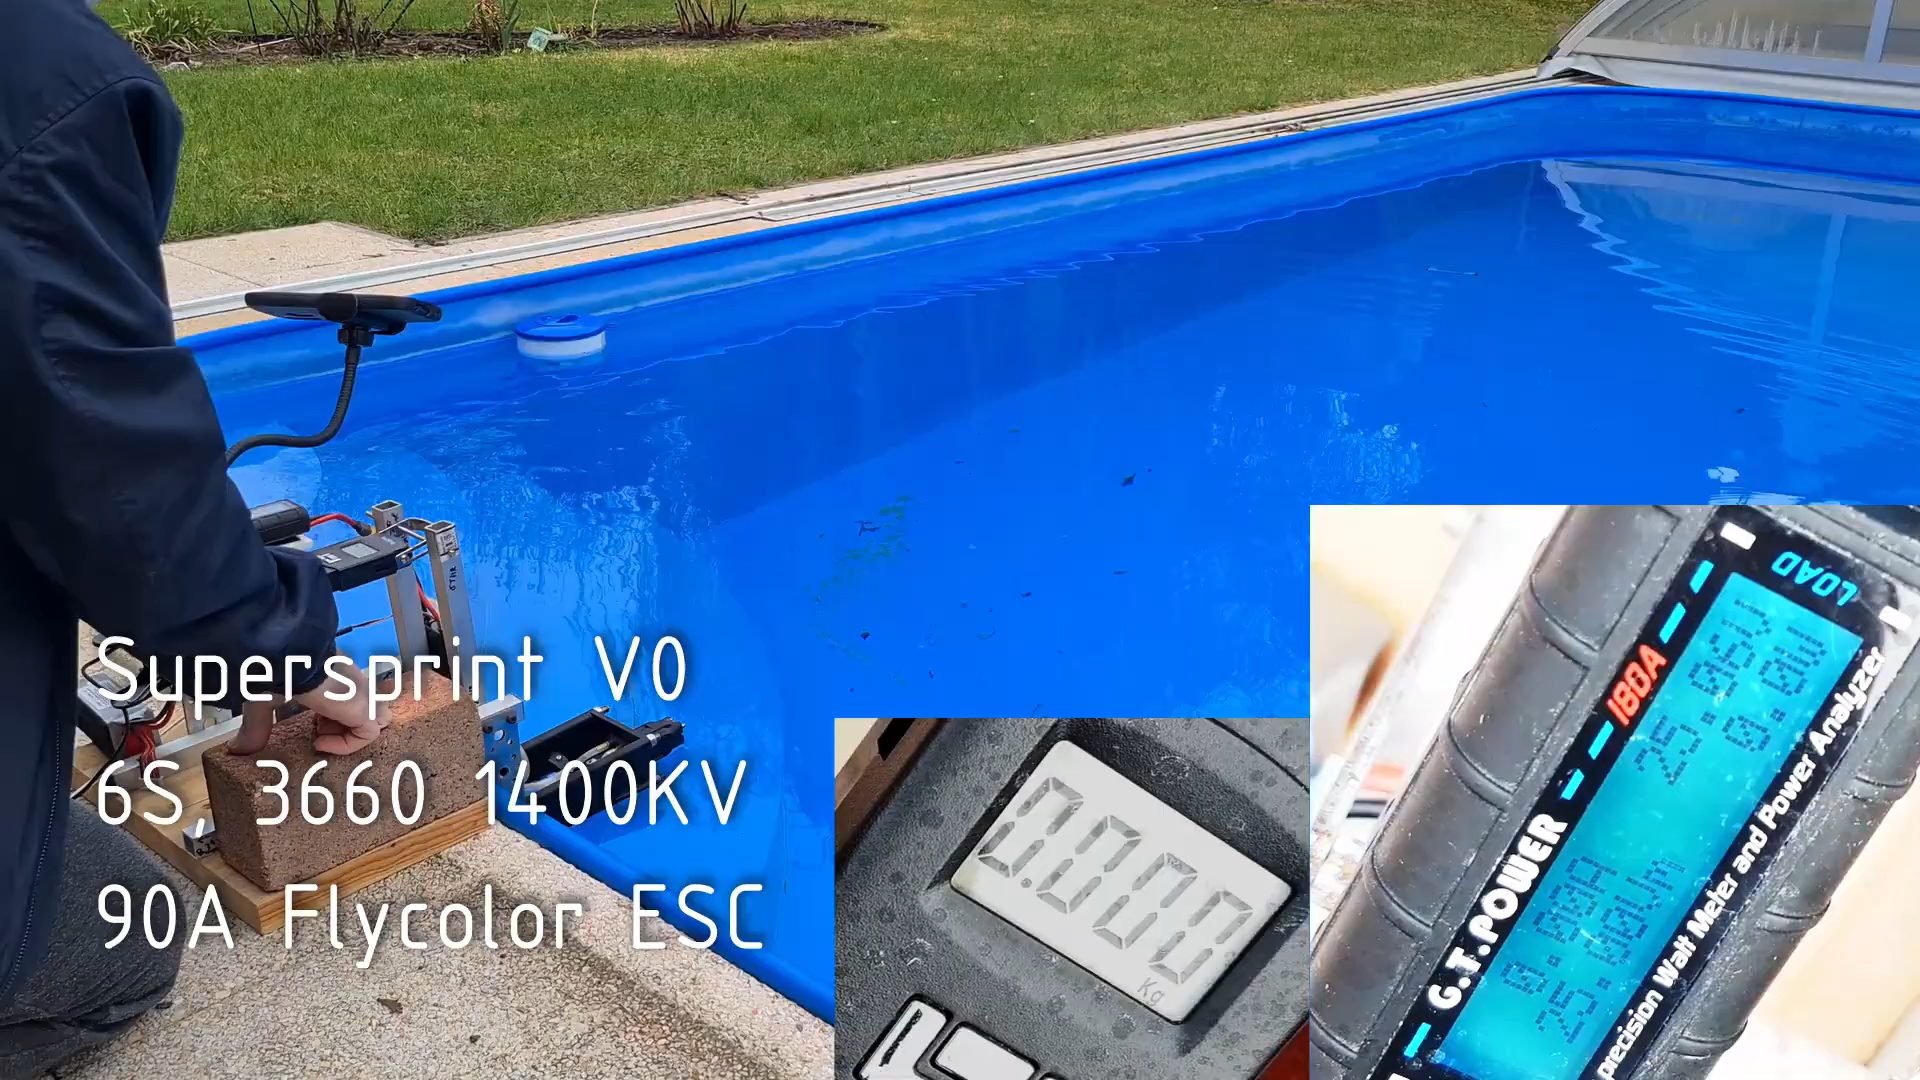 Supersprint V0
6S, 3660 1400KV
90A Flycolor ESC
0.000
Kg
LOAD
180A
G.T.POWER
precision Watt Meter and Power Analyzer